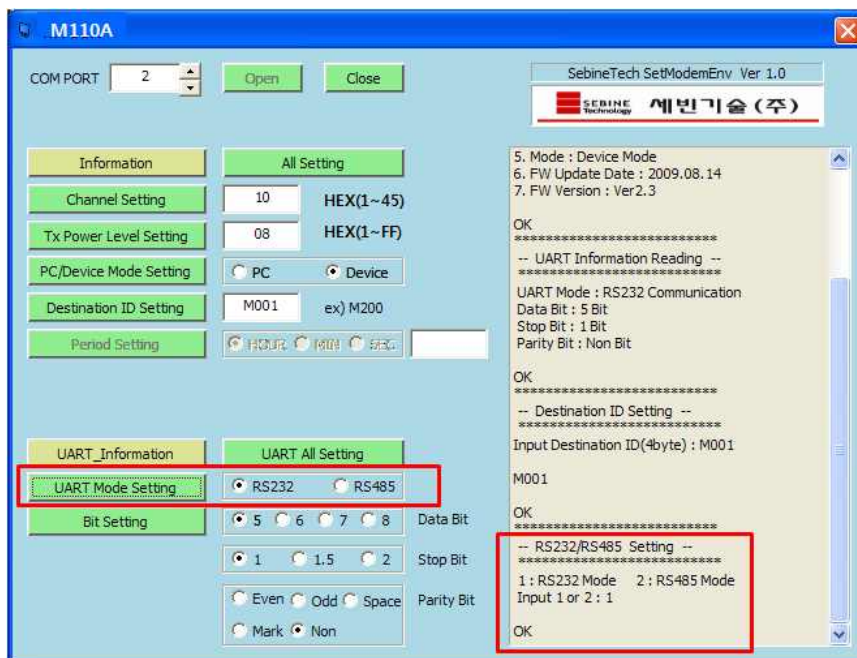 M110A
COM PORT 2 Open Close
SebineTech SetModemEnv Ver 1.0
SEBINE Technology 세빈기술(주)
Information All Setting
Channel Setting 10 HEX(1~45)
Tx Power Level Setting 08 HEX(1~FF)
PC/Device Mode Setting PC Device
Destination ID Setting M001 ex) M200
Period Setting HOUR MIN SEC
UART_Information UART All Setting
UART Mode Setting RS232 RS485
Bit Setting 5 6 7 8 Data Bit
1 1.5 2 Stop Bit
Even Odd Space Parity Bit
Mark Non
5. Mode : Device Mode
6. FW Update Date : 2009.08.14
7. FW Version : Ver2.3
OK
**************************
-- UART Information Reading --
**************************
UART Mode : RS232 Communication
Data Bit : 5 Bit
Stop Bit : 1 Bit
Parity Bit : Non Bit
OK
**************************
-- Destination ID Setting --
**************************
Input Destination ID(4byte) : M001
M001
OK
**************************
-- RS232/RS485 Setting --
**************************
1 : RS232 Mode 2 : RS485 Mode
Input 1 or 2 : 1
OK